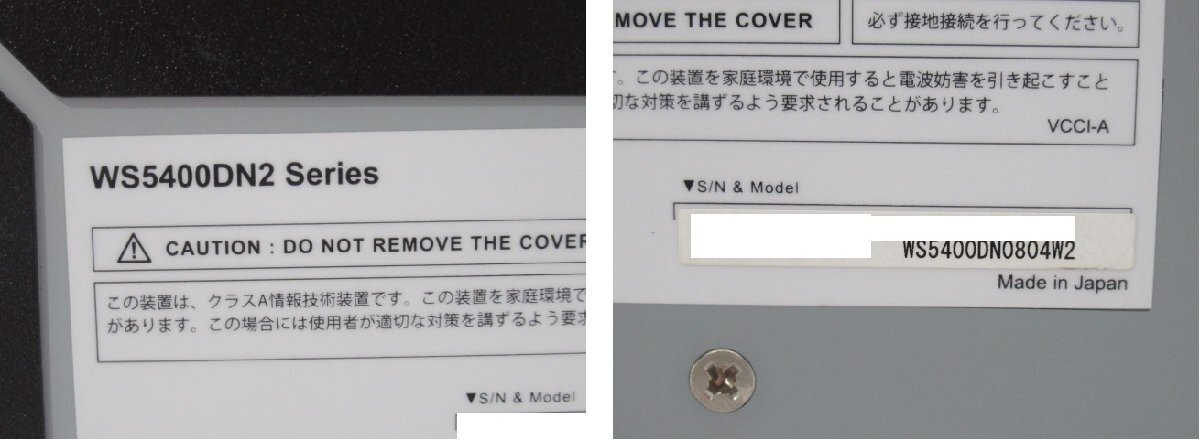 WS5400DN2 Series
CAUTION : DO NOT REMOVE THE COVER
この装置は、クラスA情報技術装置です。この装置を家庭環境で
があります。この場合には使用者が適切な対策を講ずるよう要求
▼S/N & Model
MOVE THE COVER
必ず接地接続を行ってください。
。この装置を家庭環境で使用すると電波妨害を引き起こすこと
切な対策を講ずるよう要求されることがあります。
VCCI-A
▼S/N & Model
WS5400DN0804W2
Made in Japan